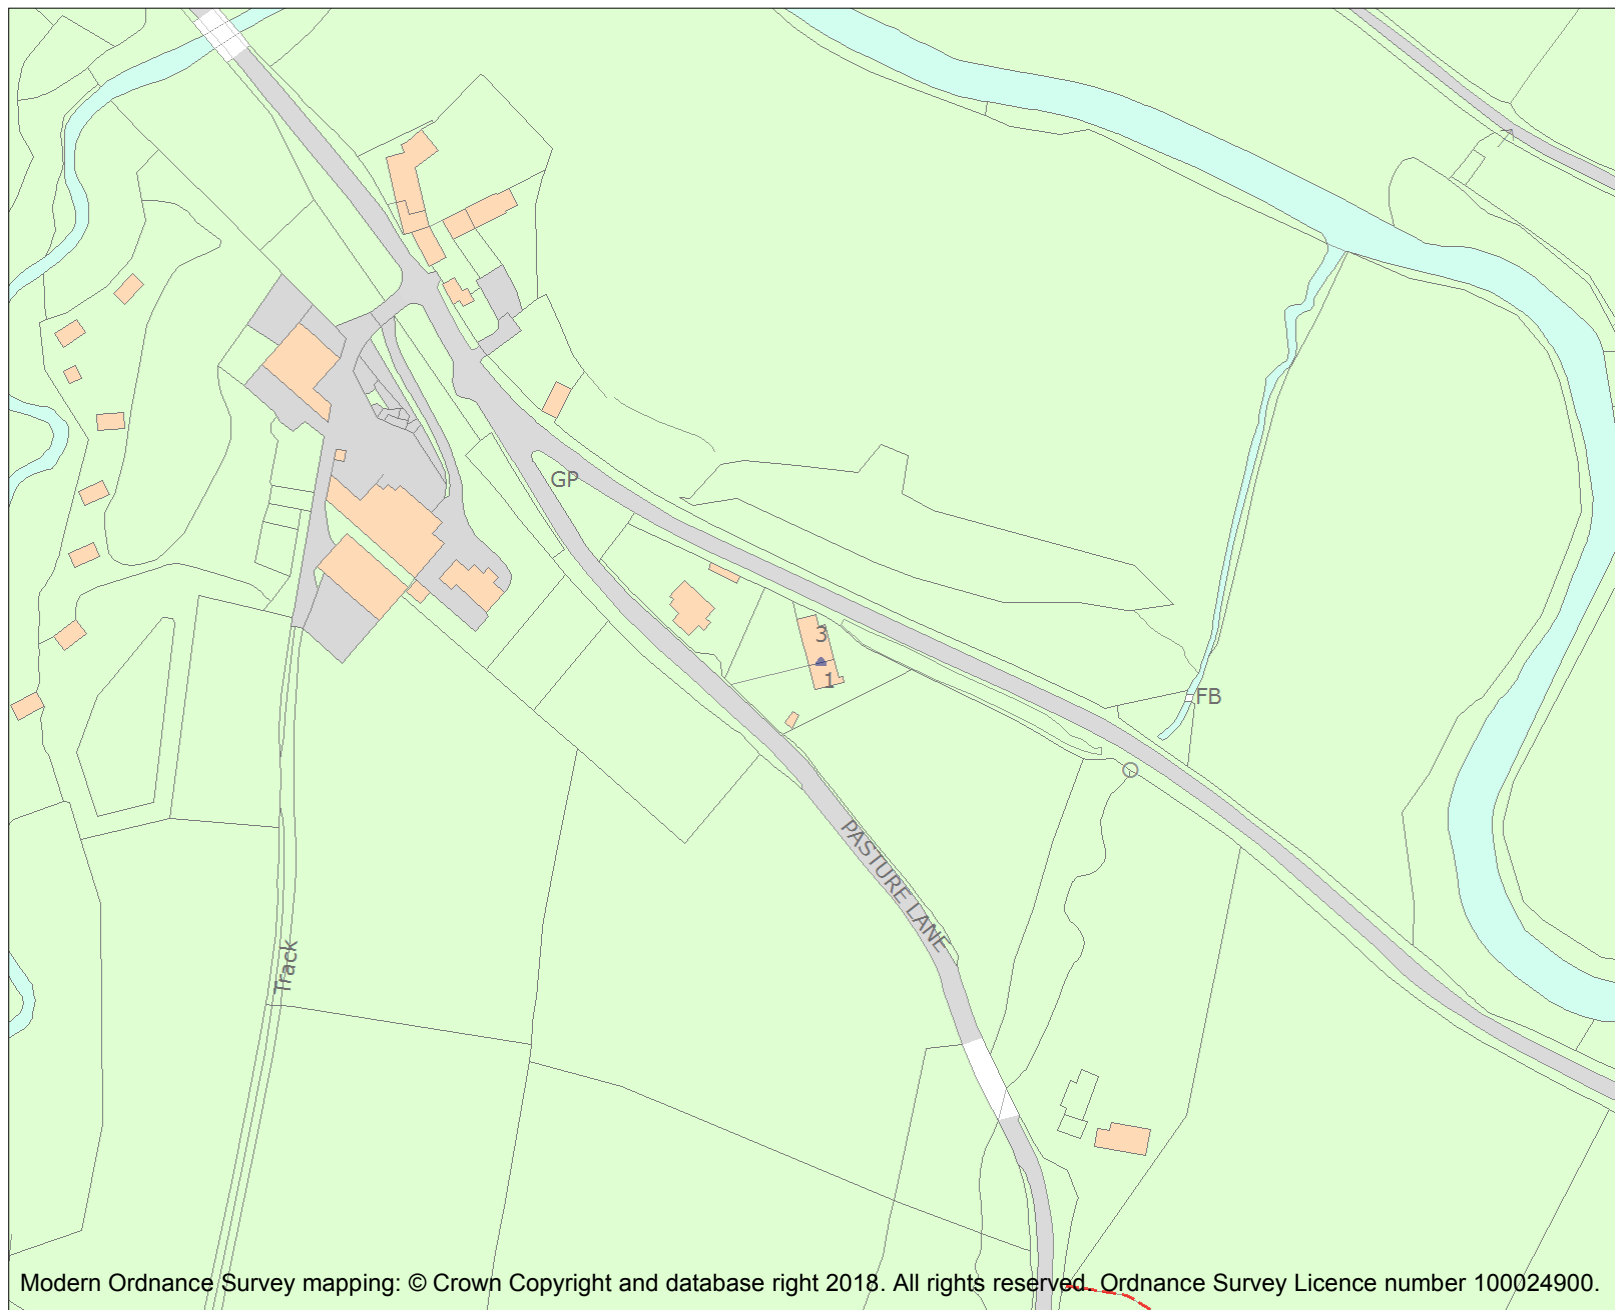 GP
3
1
FB
PASTURE LANE
Track
Modern Ordnance Survey mapping: © Crown Copyright and database right 2018. All rights reserved. Ordnance Survey Licence number 100024900.